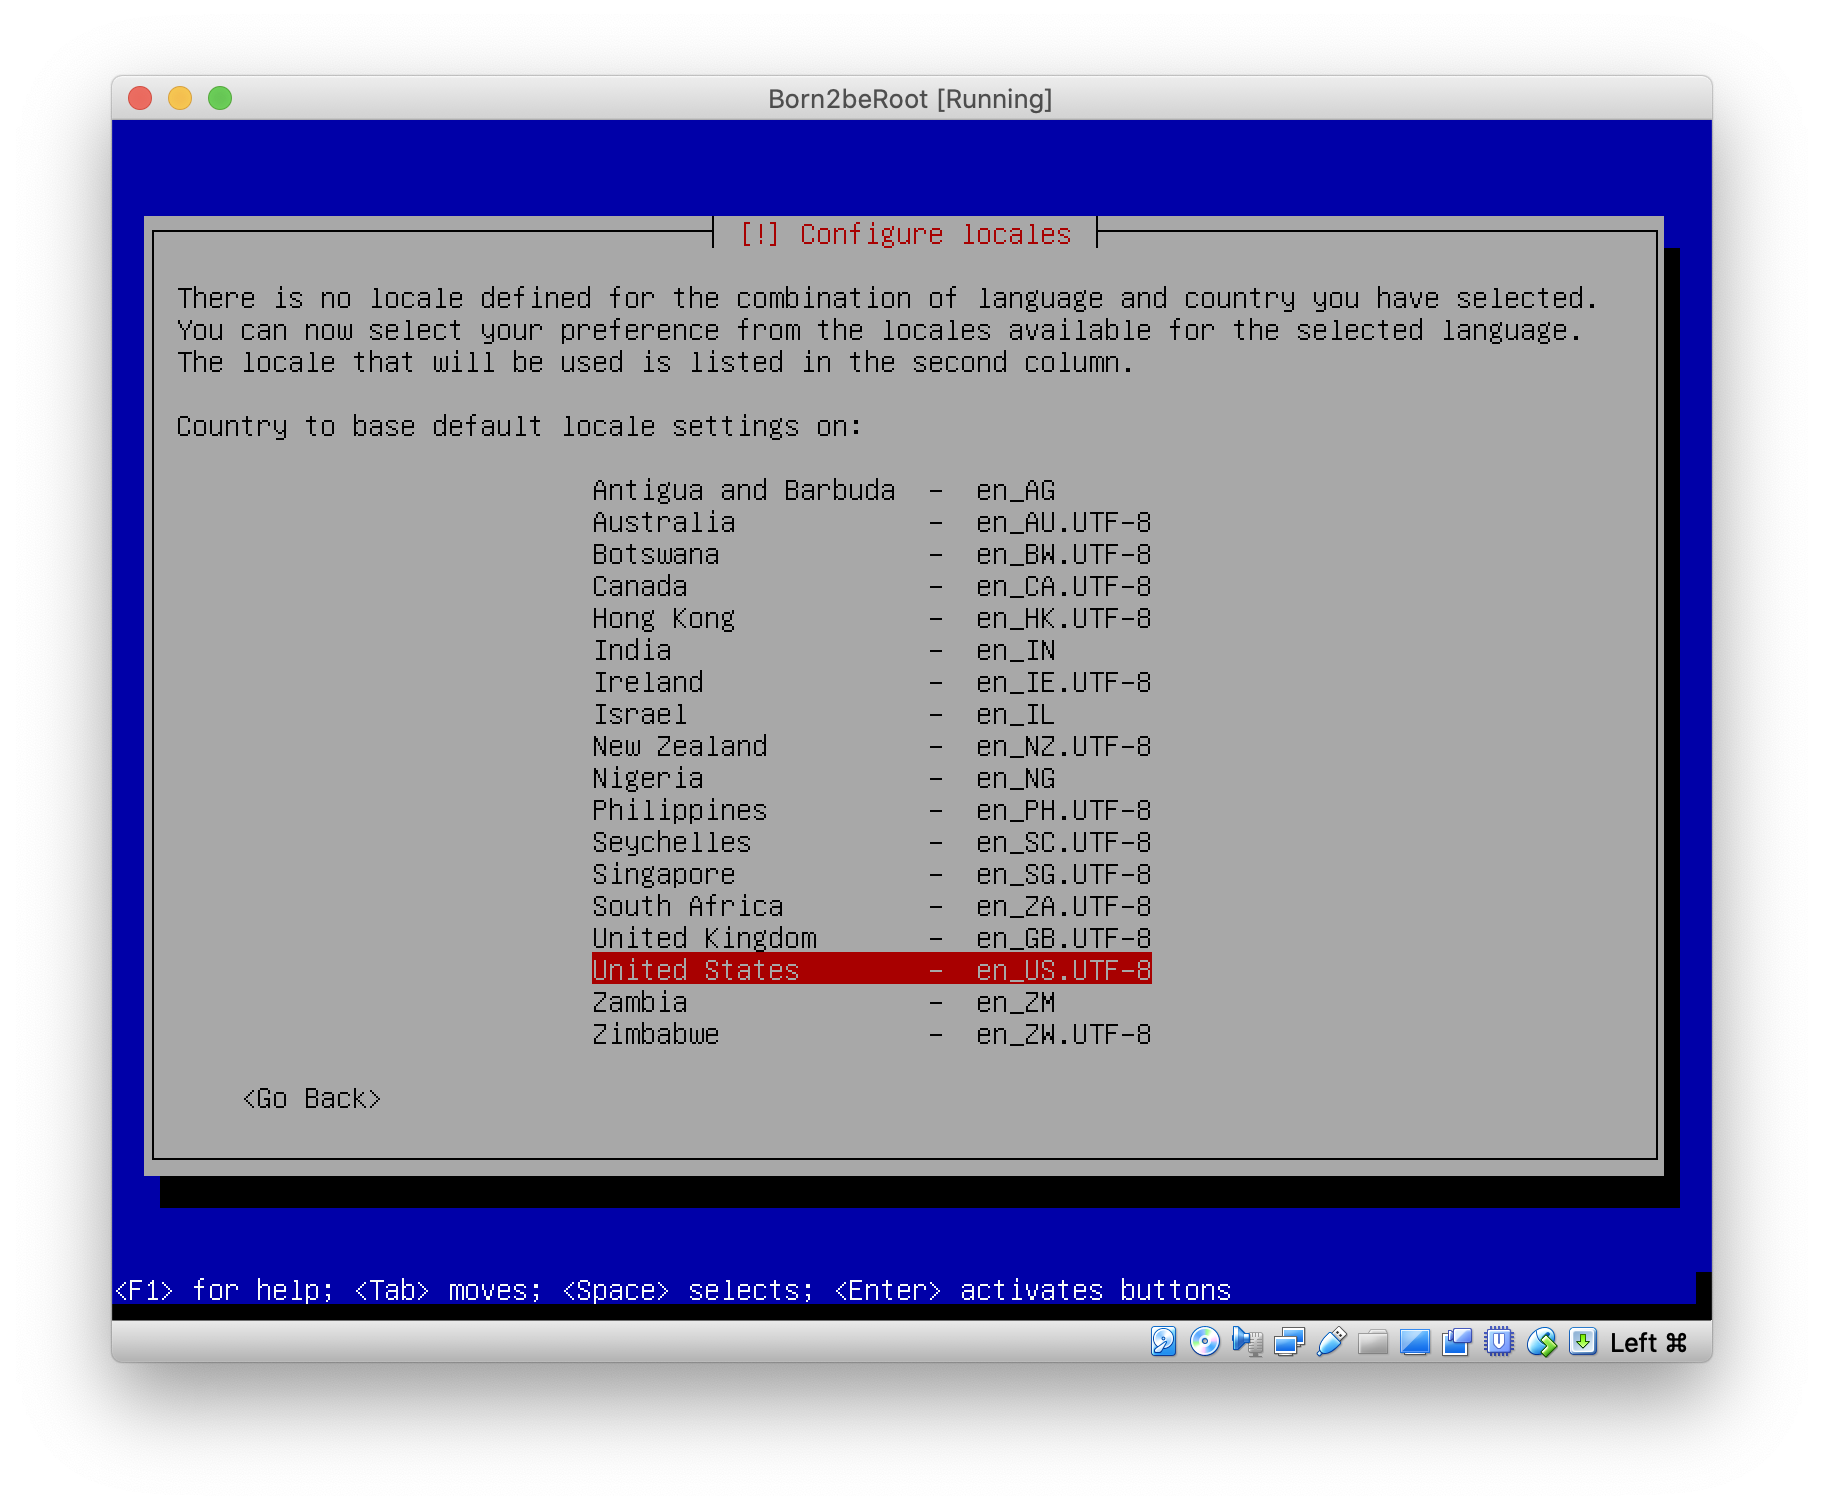 Born2beRoot [Running]
[!] Configure locales
There is no locale defined for the combination of language and country you have selected.
You can now select your preference from the locales available for the selected language.
The locale that will be used is listed in the second column.
Country to base default locale settings on:
Antigua and Barbuda - en_AG
Australia - en_AU.UTF-8
Botswana - en_BW.UTF-8
Canada - en_CA.UTF-8
Hong Kong - en_HK.UTF-8
India - en_IN
Ireland - en_IE.UTF-8
Israel - en_IL
New Zealand - en_NZ.UTF-8
Nigeria - en_NG
Philippines - en_PH.UTF-8
Seychelles - en_SC.UTF-8
Singapore - en_SG.UTF-8
South Africa - en_ZA.UTF-8
United Kingdom - en_GB.UTF-8
United States - en_US.UTF-8
Zambia - en_ZM
Zimbabwe - en_ZW.UTF-8
<Go Back>
<F1> for help; <Tab> moves; <Space> selects; <Enter> activates buttons
Left ⌘